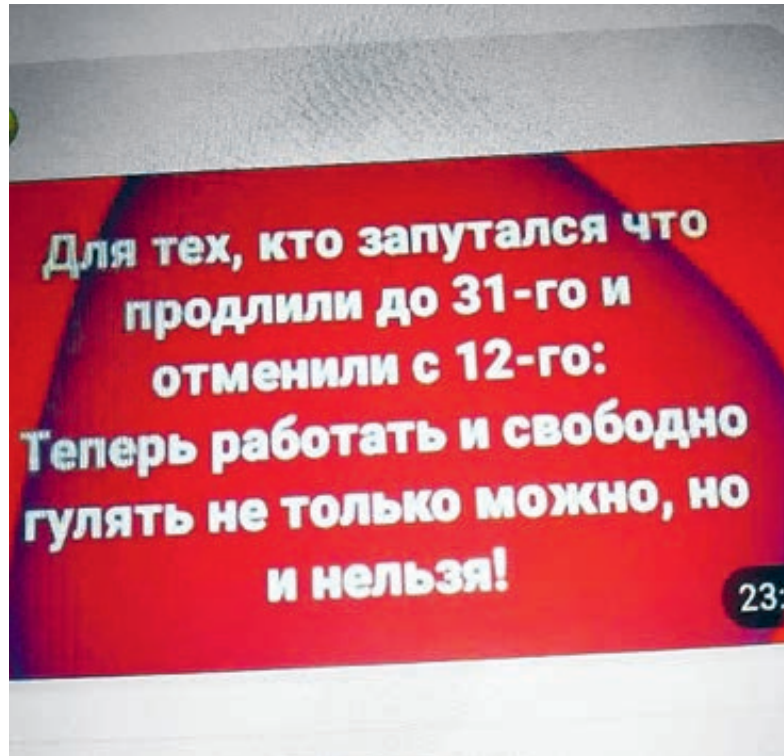 Для тех, кто запутался что
продлили до 31-го и
отменили с 12-го:
Теперь работать и свободно
гулять не только можно, но
и нельзя!
23: